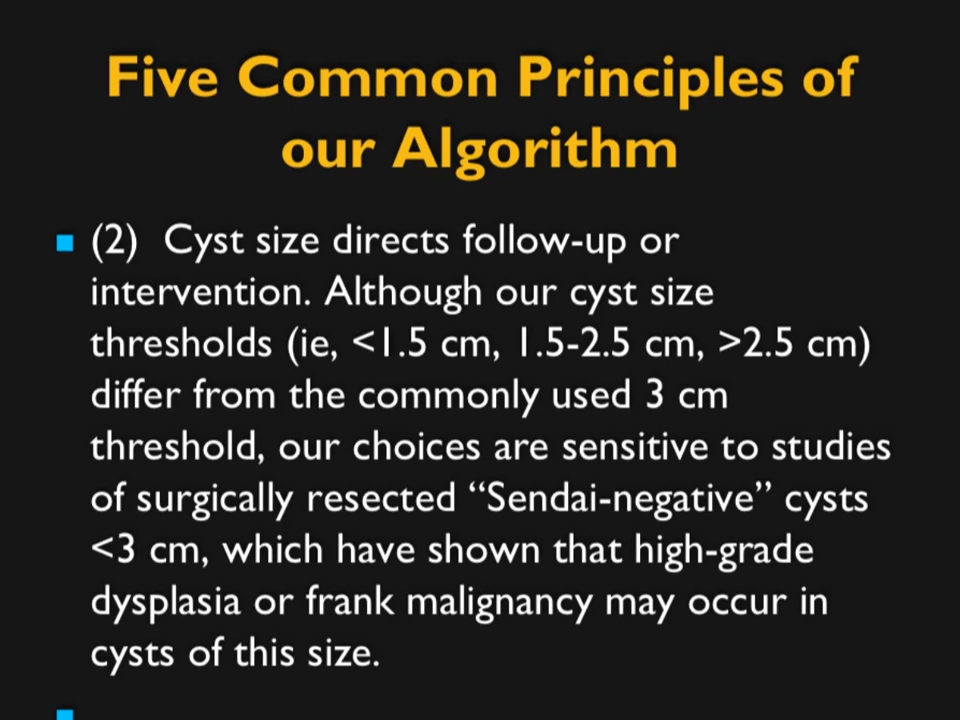 Five Common Principles of
our Algorithm
(2) Cyst size directs follow-up or
intervention. Although our cyst size
thresholds (ie, <1.5 cm, 1.5-2.5 cm, >2.5 cm)
differ from the commonly used 3 cm
threshold, our choices are sensitive to studies
of surgically resected “Sendai-negative” cysts
<3 cm, which have shown that high-grade
dysplasia or frank malignancy may occur in
cysts of this size.